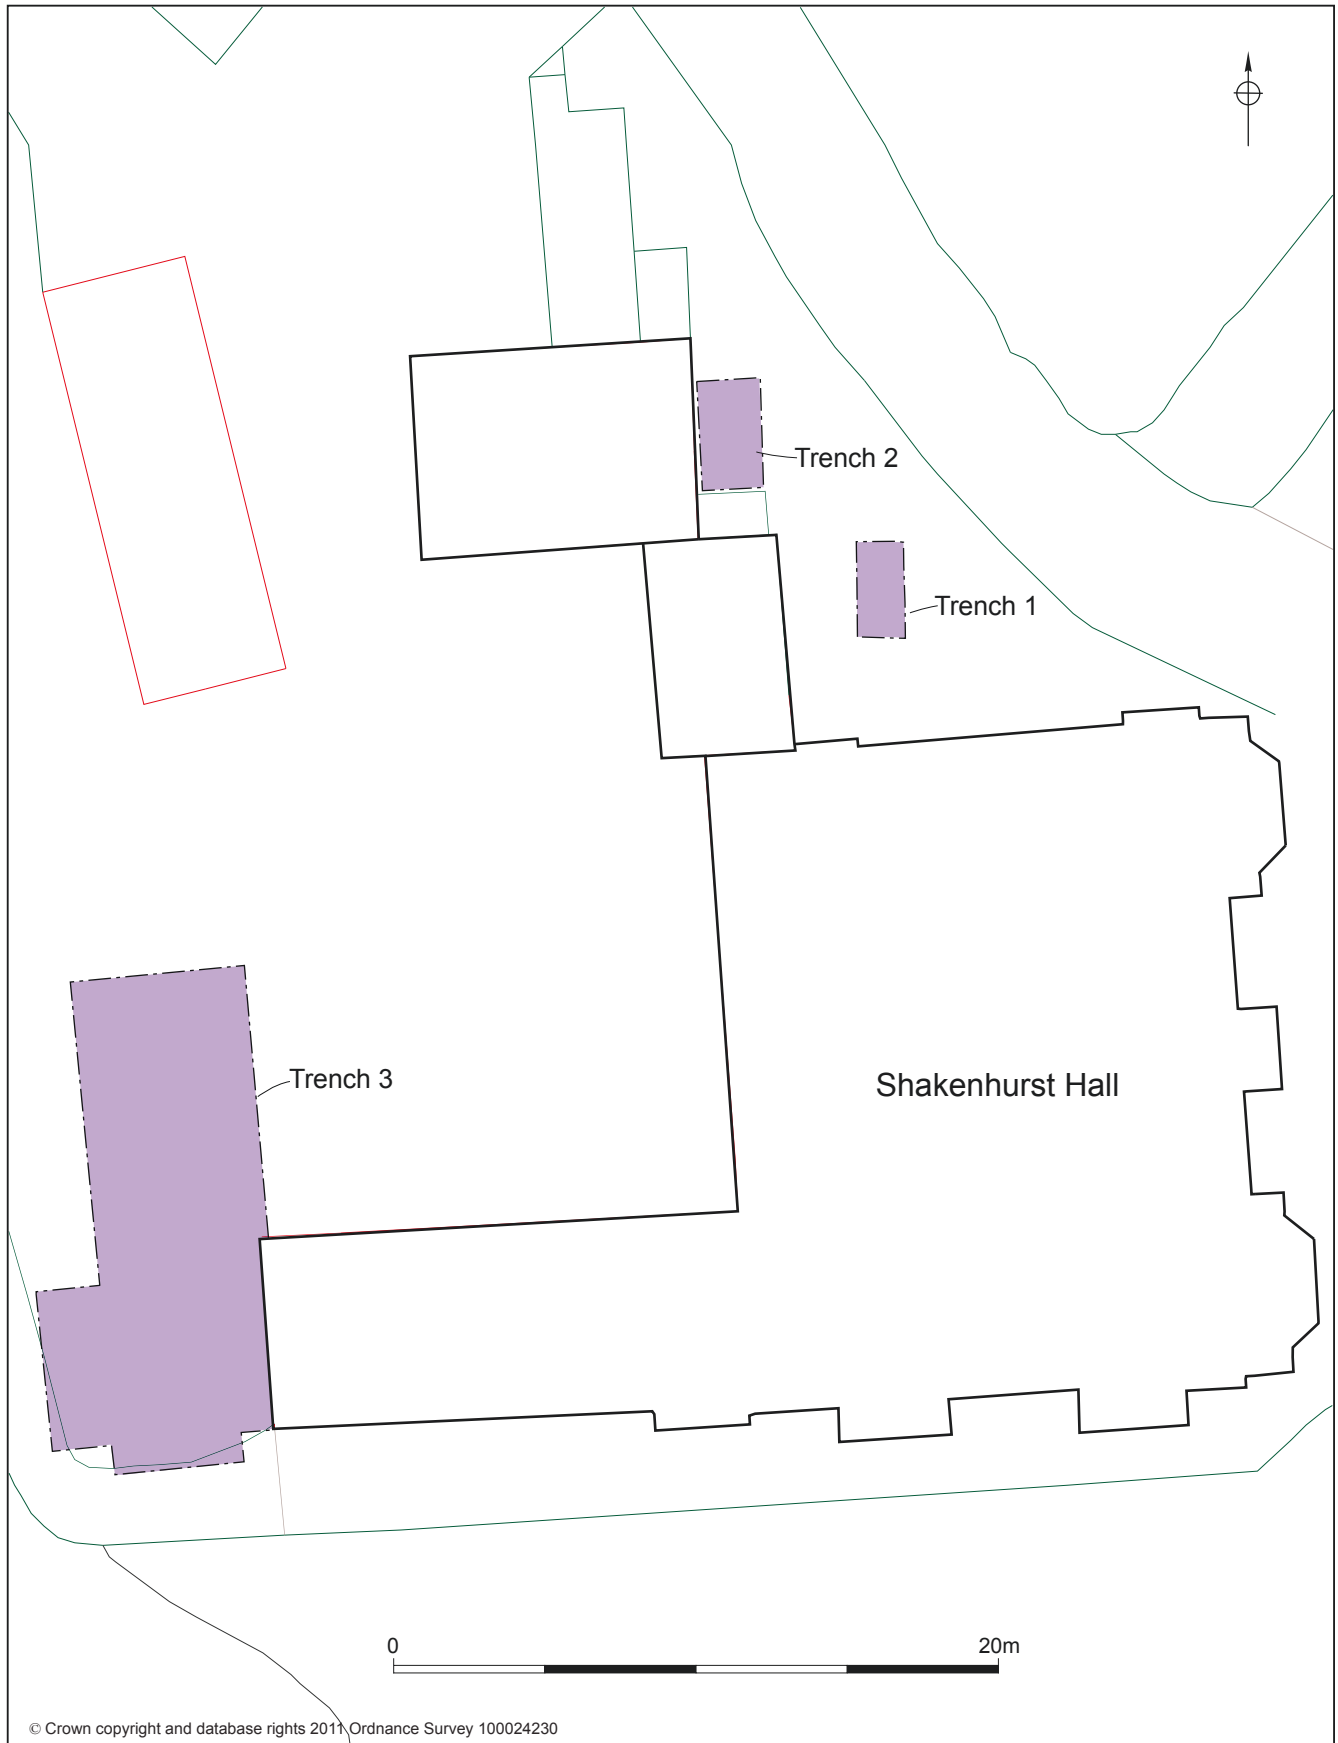 Trench 2
Trench 1
Trench 3
Shakenhurst Hall
0 20m
© Crown copyright and database rights 2011 Ordnance Survey 100024230